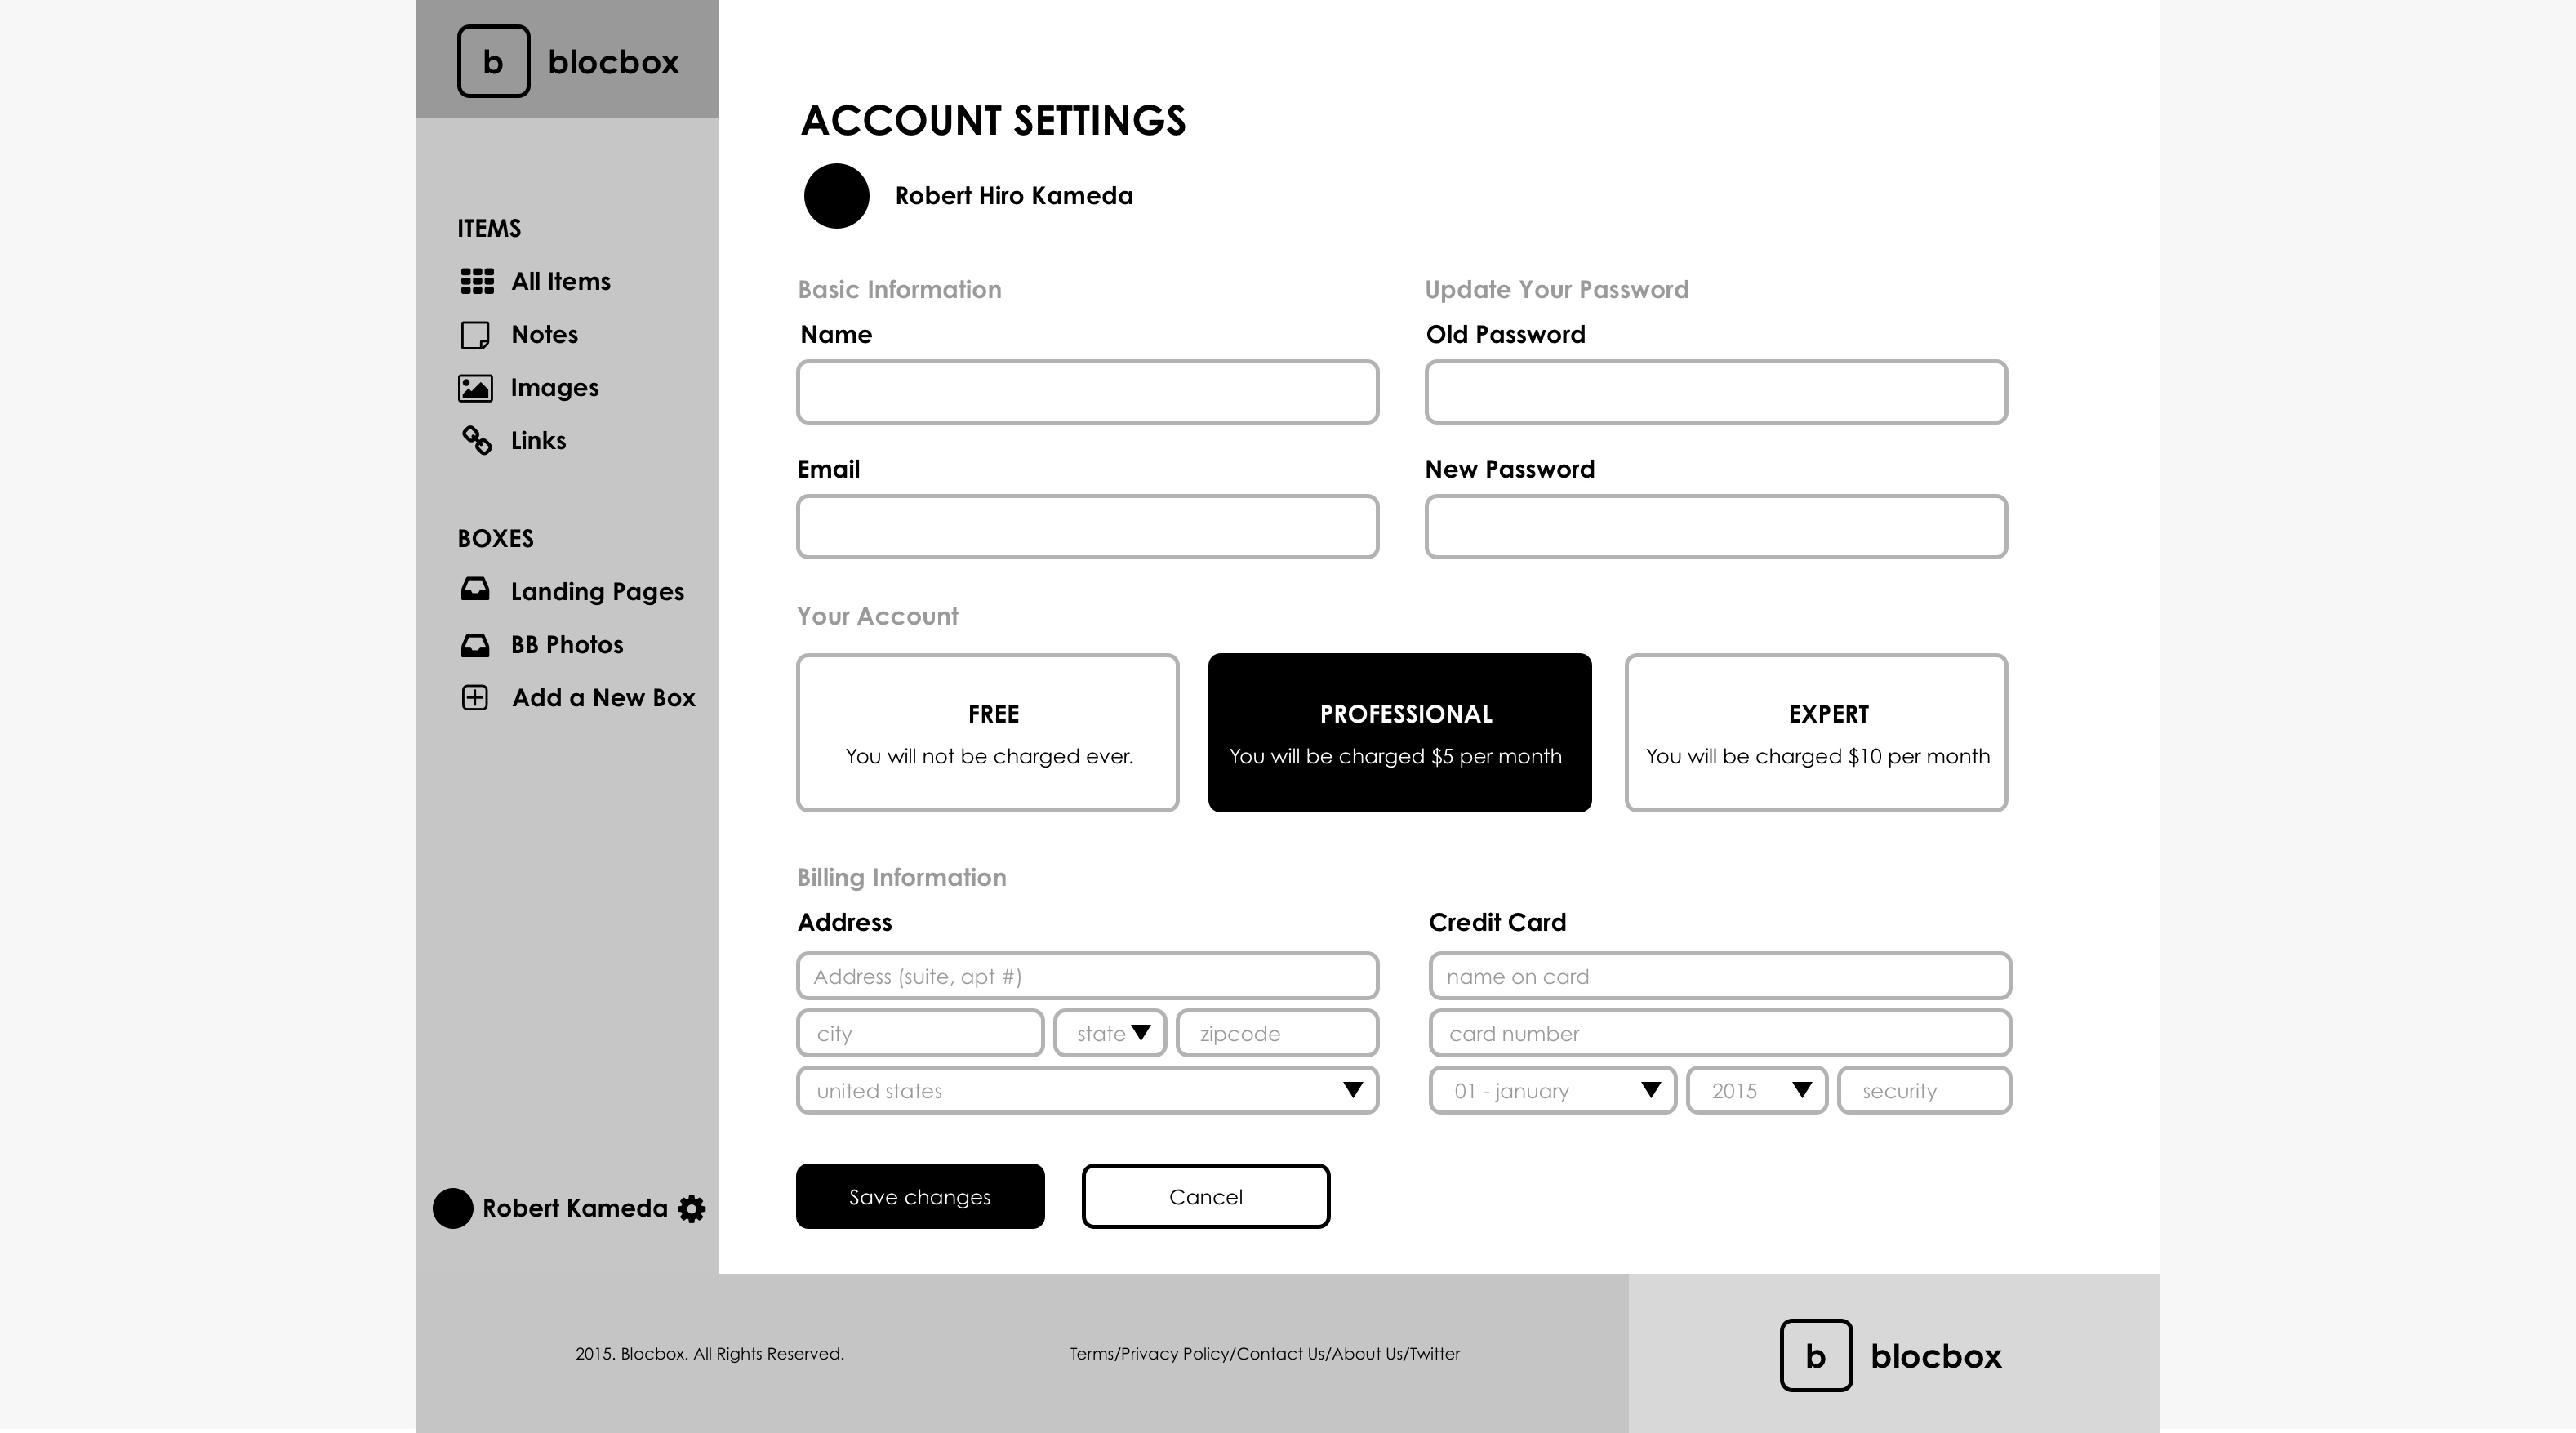 b blocbox
ITEMS
All Items
Notes
Images
Links
BOXES
Landing Pages
BB Photos
Add a New Box
Robert Kameda
ACCOUNT SETTINGS
Robert Hiro Kameda
Basic Information
Name
Email
Update Your Password
Old Password
New Password
Your Account
FREE
You will not be charged ever.
PROFESSIONAL
You will be charged $5 per month
EXPERT
You will be charged $10 per month
Billing Information
Address
Address (suite, apt #)
city state zipcode
united states
Credit Card
name on card
card number
01 - january 2015 security
Save changes Cancel
2015. Blocbox. All Rights Reserved.
Terms/Privacy Policy/Contact Us/About Us/Twitter
b blocbox